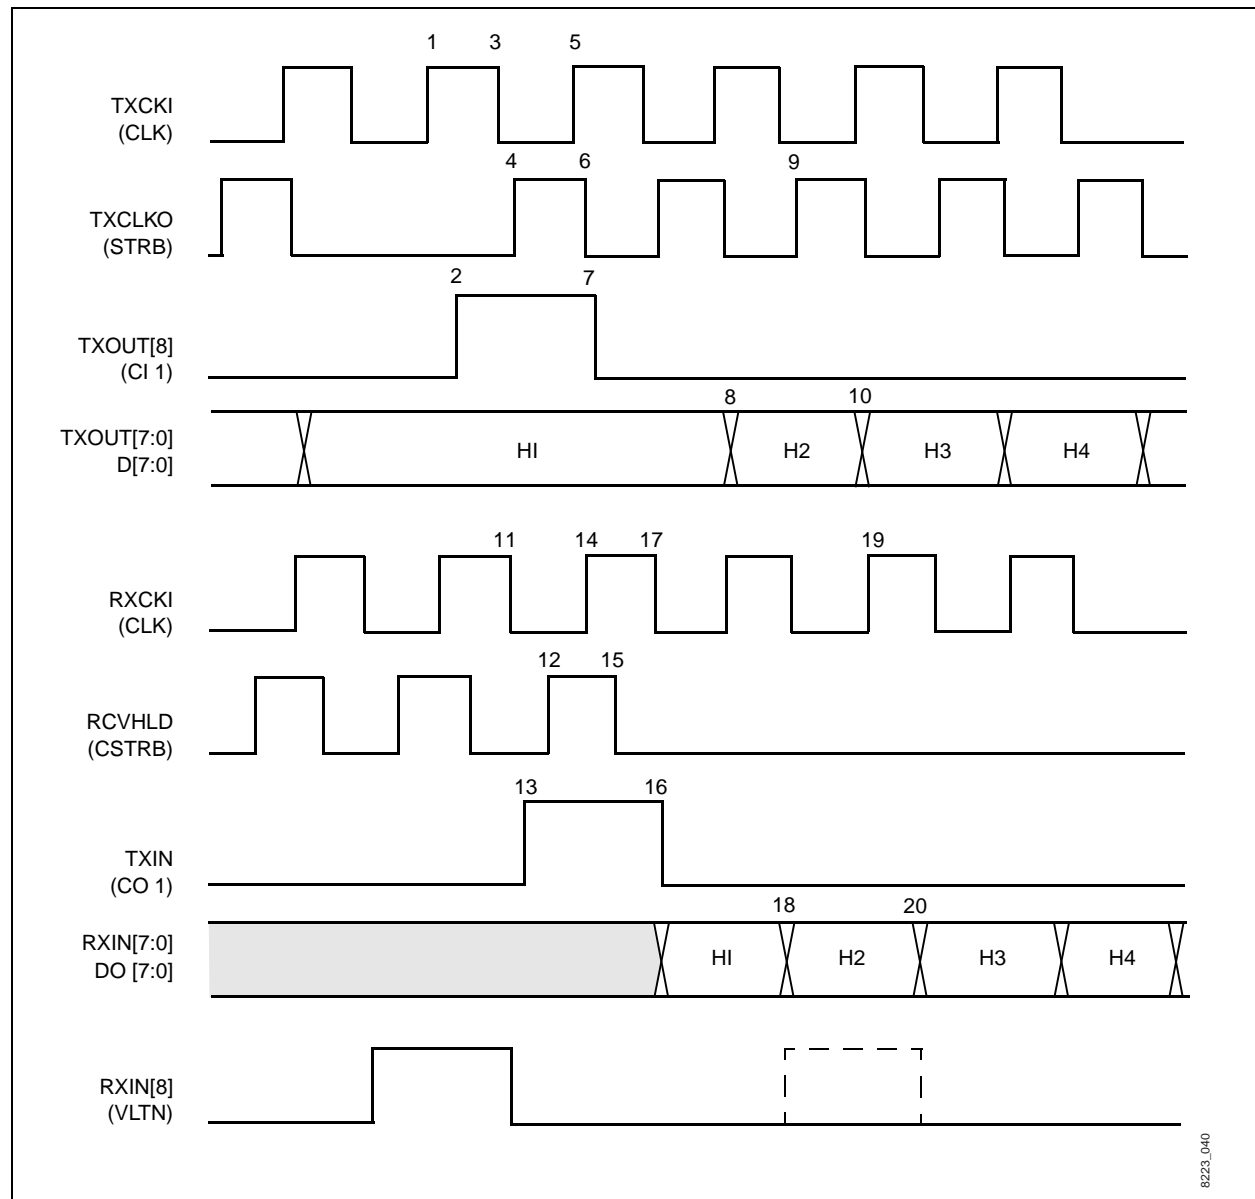 1 3 5
TXCKI
(CLK)
4 6 9
TXCLKO
(STRB)
2 7
TXOUT[8]
(CI 1)
8 10
TXOUT[7:0]
D[7:0]
HI H2 H3 H4
11 14 17 19
RXCKI
(CLK)
12 15
RCVHLD
(CSTRB)
13 16
TXIN
(CO 1)
18 20
RXIN[7:0]
DO [7:0]
HI H2 H3 H4
RXIN[8]
(VLTN)
8223_040